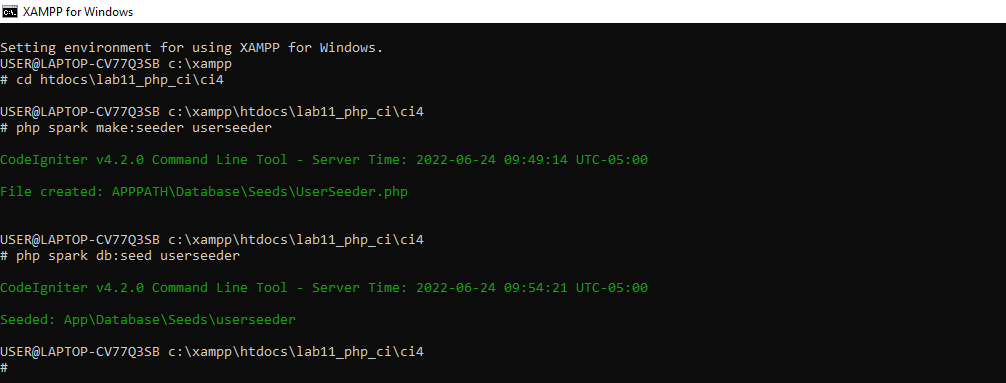 XAMPP for Windows
Setting environment for using XAMPP for Windows.
USER@LAPTOP-CV77Q3SB c:\xampp
# cd htdocs\lab11_php_ci\ci4
USER@LAPTOP-CV77Q3SB c:\xampp\htdocs\lab11_php_ci\ci4
# php spark make:seeder userseeder
CodeIgniter v4.2.0 Command Line Tool - Server Time: 2022-06-24 09:49:14 UTC-05:00
File created: APPPATH\Database\Seeds\UserSeeder.php
USER@LAPTOP-CV77Q3SB c:\xampp\htdocs\lab11_php_ci\ci4
# php spark db:seed userseeder
CodeIgniter v4.2.0 Command Line Tool - Server Time: 2022-06-24 09:54:21 UTC-05:00
Seeded: App\Database\Seeds\userseeder
USER@LAPTOP-CV77Q3SB c:\xampp\htdocs\lab11_php_ci\ci4
#